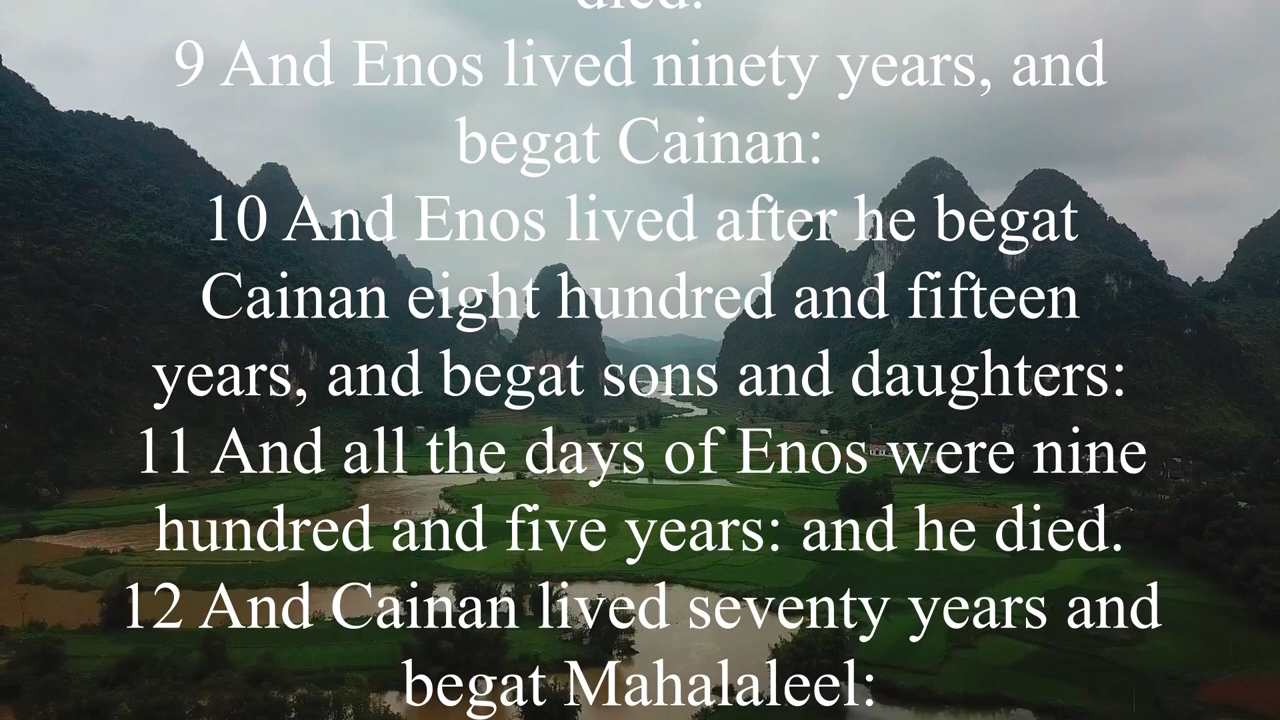 died.
9 And Enos lived ninety years, and
begat Cainan:
10 And Enos lived after he begat
Cainan eight hundred and fifteen
years, and begat sons and daughters:
11 And all the days of Enos were nine
hundred and five years: and he died.
12 And Cainan lived seventy years and
begat Mahalaleel: